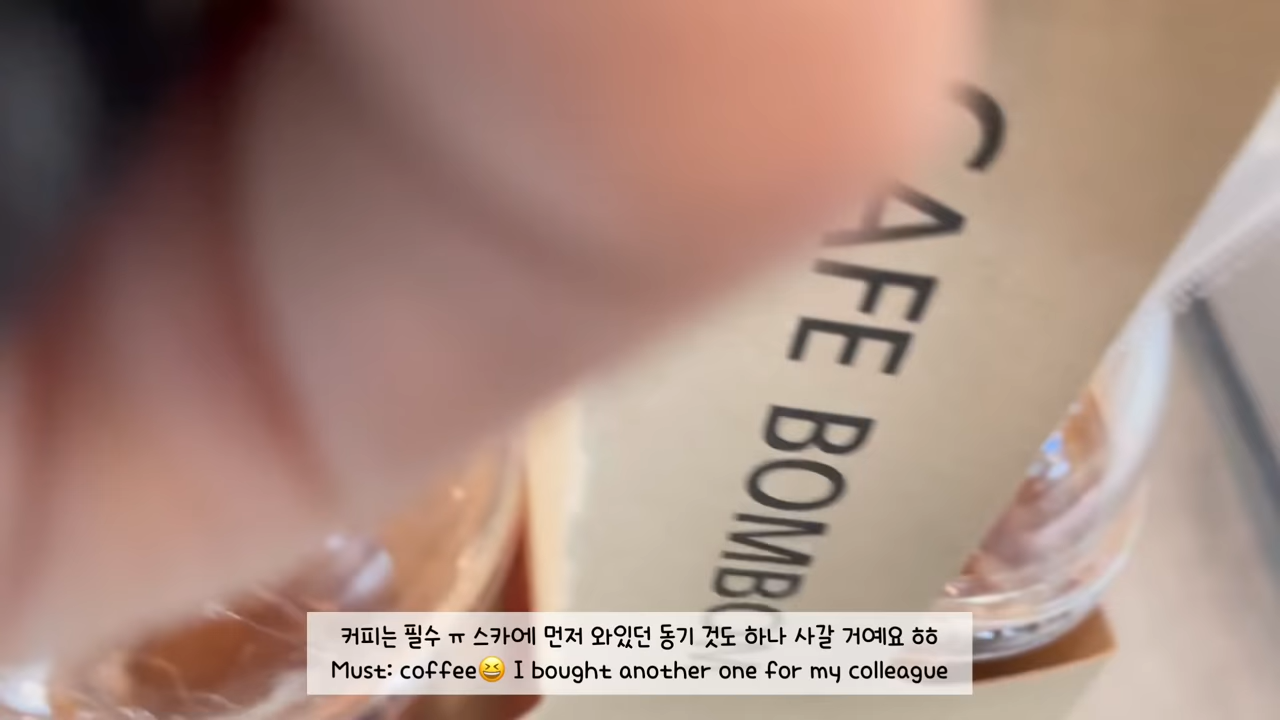 CAFE BOMBO
커피는 필수 ㅠ 스카에 먼저 와있던 동기 것도 하나 사갈 거예요 ㅎㅎ
Must: coffee😆 I bought another one for my colleague